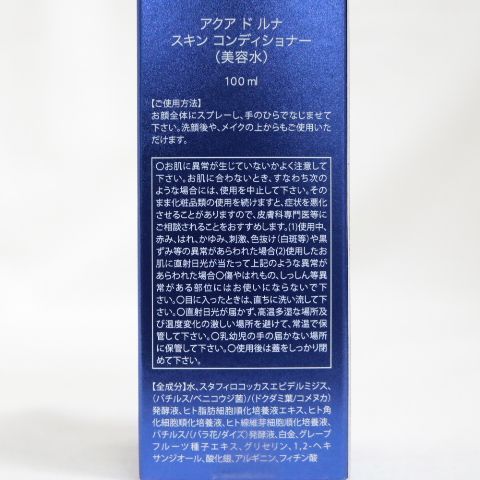 アクア ド ルナ
スキン コンディショナー
（美容水）
100ml
【ご使用方法】
お顔全体にスプレーし、手のひらでなじませて
下さい。洗顔後や、メイクの上からもご使用いた
だけます。
〇お肌に異常が生じていないかよく注意して
下さい。お肌に合わないとき、すなわち次の
ような場合には、使用を中止して下さい。その
まま化粧品類の使用を続けますと、症状を悪化
させることがありますので、皮膚科専門医等に
ご相談されることをおすすめします。(1)使用中、
赤み、はれ、かゆみ、刺激、色抜け(白斑等)や黒
ずみ等の異常があらわれた場合(2)使用したお
肌に直射日光が当たって上記のような異常が
あらわれた場合〇傷やはれもの、しっしん等異
常がある部位にはお使いにならないで下
さい。〇目に入ったときは、直ちに洗い流して下
さい。〇直射日光が届かず、高温多湿な場所及
び温度変化の激しい場所を避けて、常温で保
管して下さい。〇乳幼児の手の届かない場所
に保管して下さい。〇使用後は蓋をしっかり閉
めて下さい。
【全成分】水、スタフィロコッカスエピデルミジス、
(バチルス/ベニコウジ菌)/(ドクダミ葉/コメヌカ)
発酵液、ヒト脂肪細胞順化培養液エキス、ヒト角
化細胞順化培養液、ヒト線維芽細胞順化培養液、
バチルス/(バラ花/ダイズ)発酵液、白金、グレープ
フルーツ種子エキス、グリセリン、1,2-ヘキ
サンジオール、酸化銀、アルギニン、フィチン酸